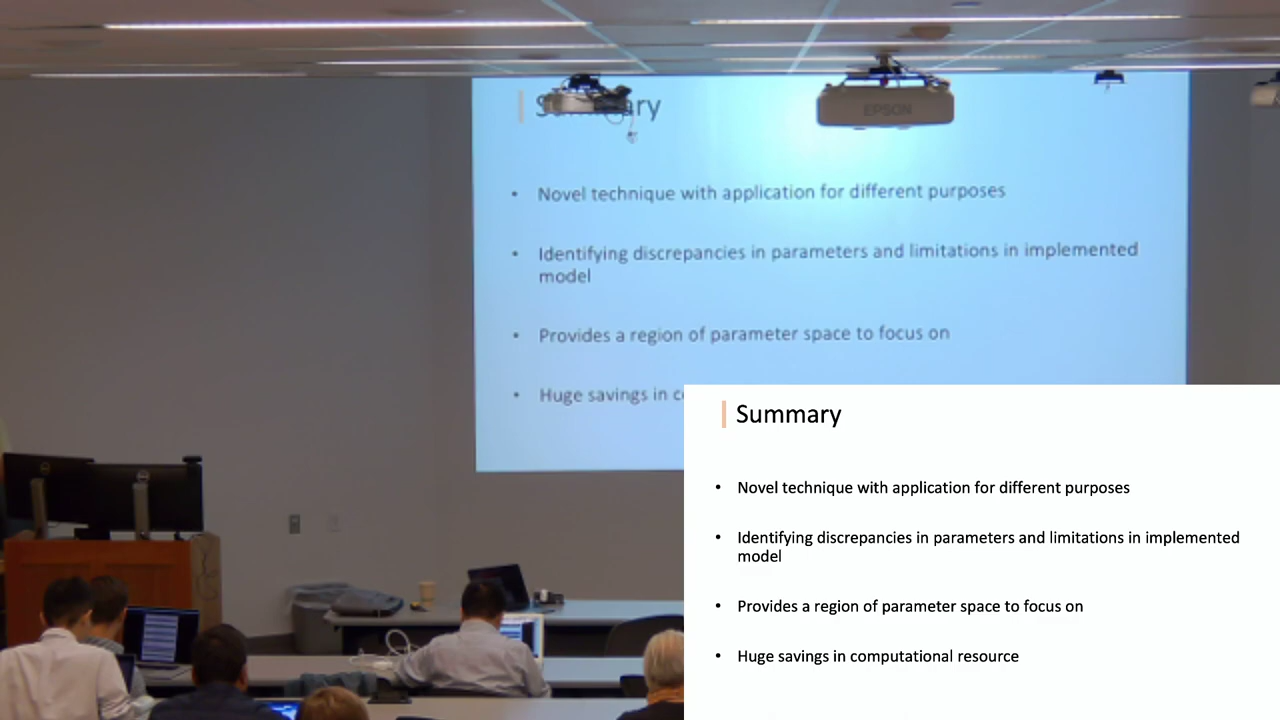 Summary
EPSON
• Novel technique with application for different purposes
• Identifying discrepancies in parameters and limitations in implemented
model
• Provides a region of parameter space to focus on
• Huge savings in c
Summary
• Novel technique with application for different purposes
• Identifying discrepancies in parameters and limitations in implemented
model
• Provides a region of parameter space to focus on
• Huge savings in computational resource